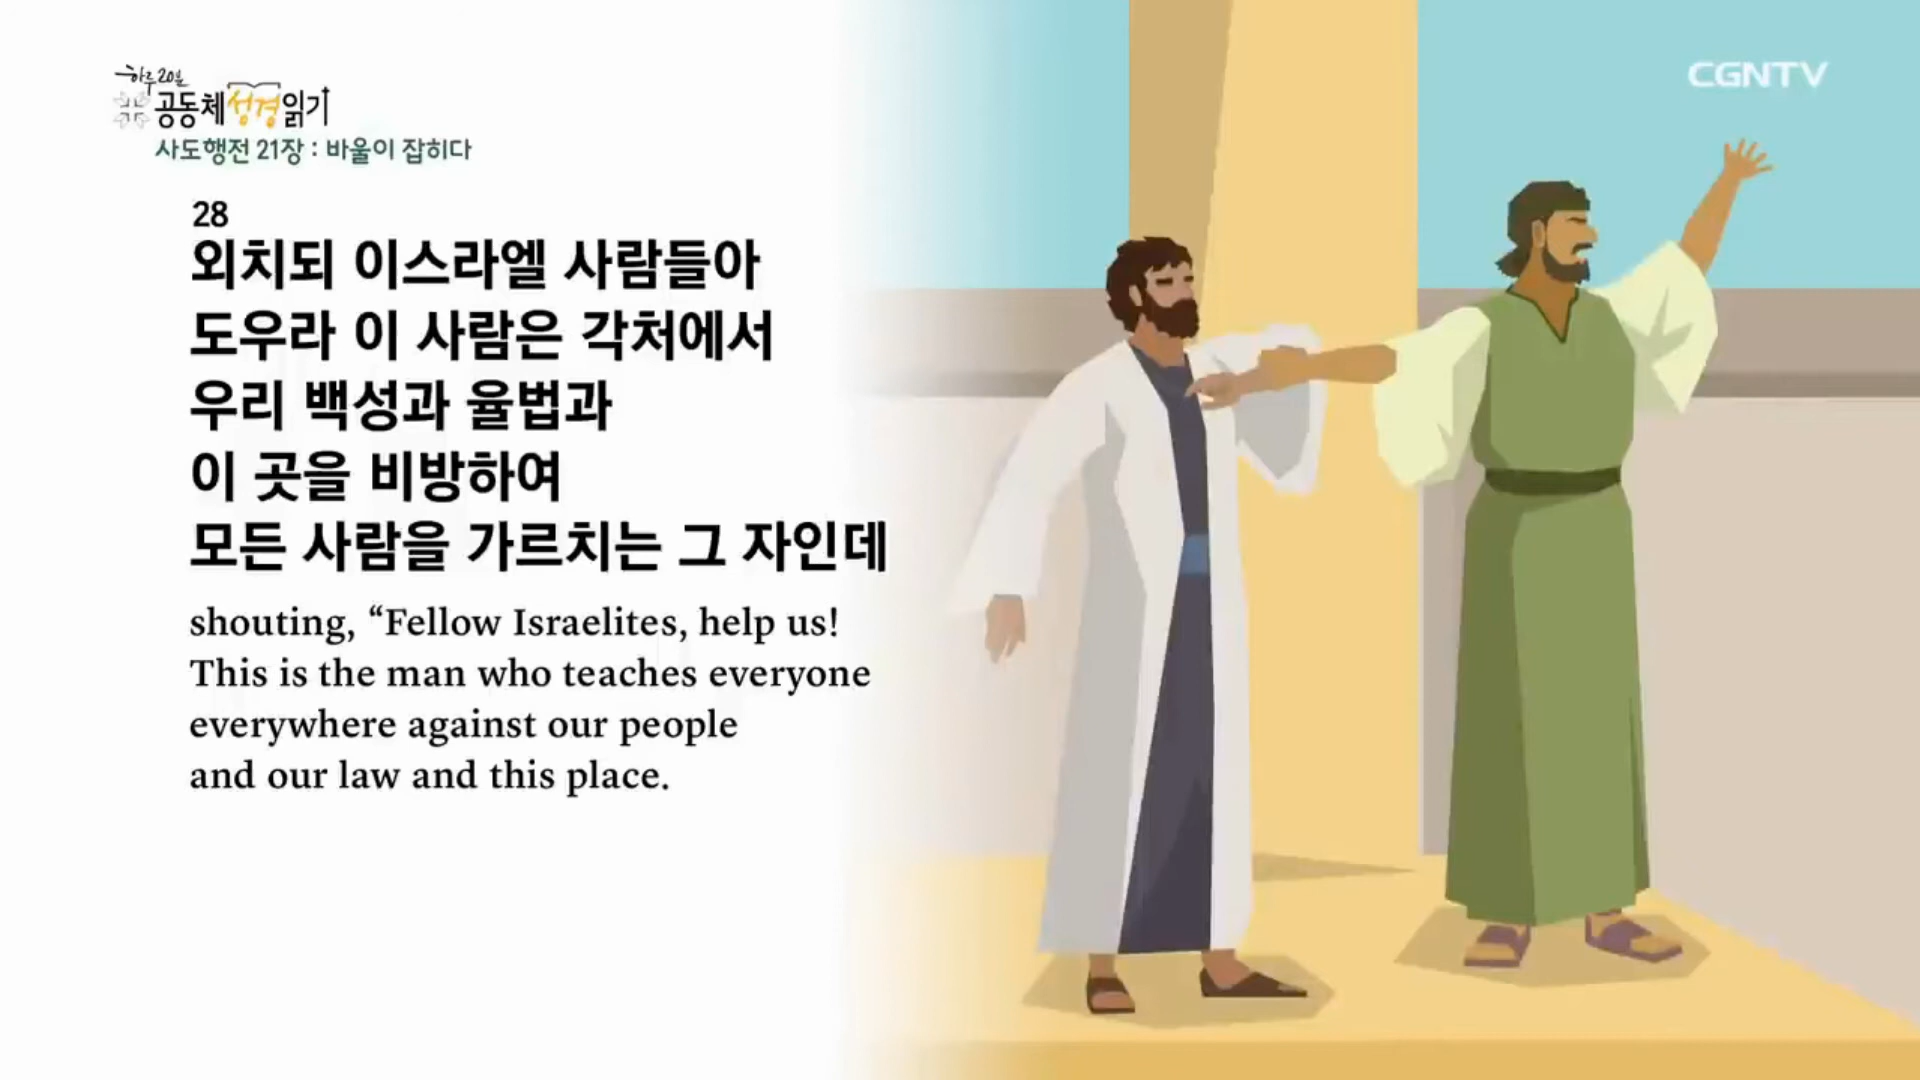 하루 20분
공동체 성경 읽기
사도행전 21장 : 바울이 잡히다
CGNTV
28
외치되 이스라엘 사람들아
도우라 이 사람은 각처에서
우리 백성과 율법과
이 곳을 비방하여
모든 사람을 가르치는 그 자인데
shouting, “Fellow Israelites, help us!
This is the man who teaches everyone
everywhere against our people
and our law and this place.